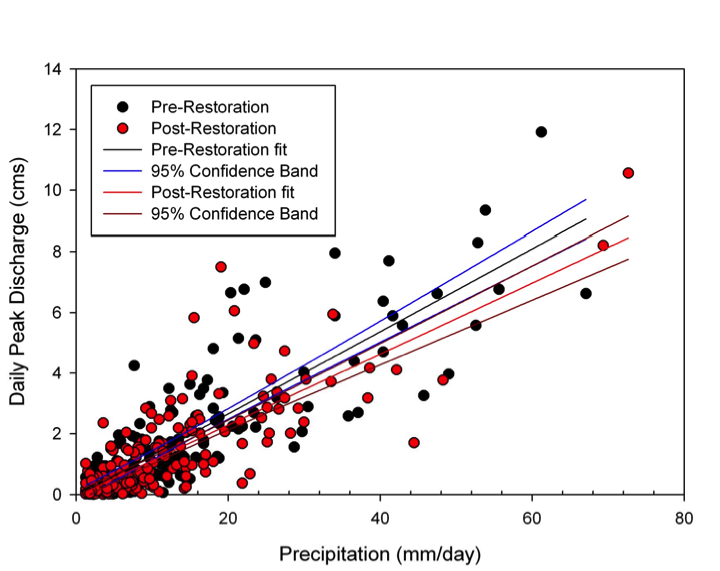 14
12
10
8
6
4
2
0
Daily Peak Discharge (cms)
Pre-Restoration
Post-Restoration
Pre-Restoration fit
95% Confidence Band
Post-Restoration fit
95% Confidence Band
0 20 40 60 80
Precipitation (mm/day)